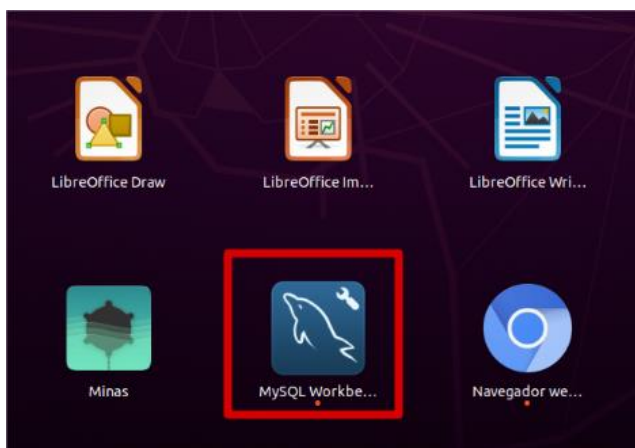 LibreOffice Draw
LibreOffice Im...
LibreOffice Wri...
Minas
MySQL Workbe...
Navegador we...